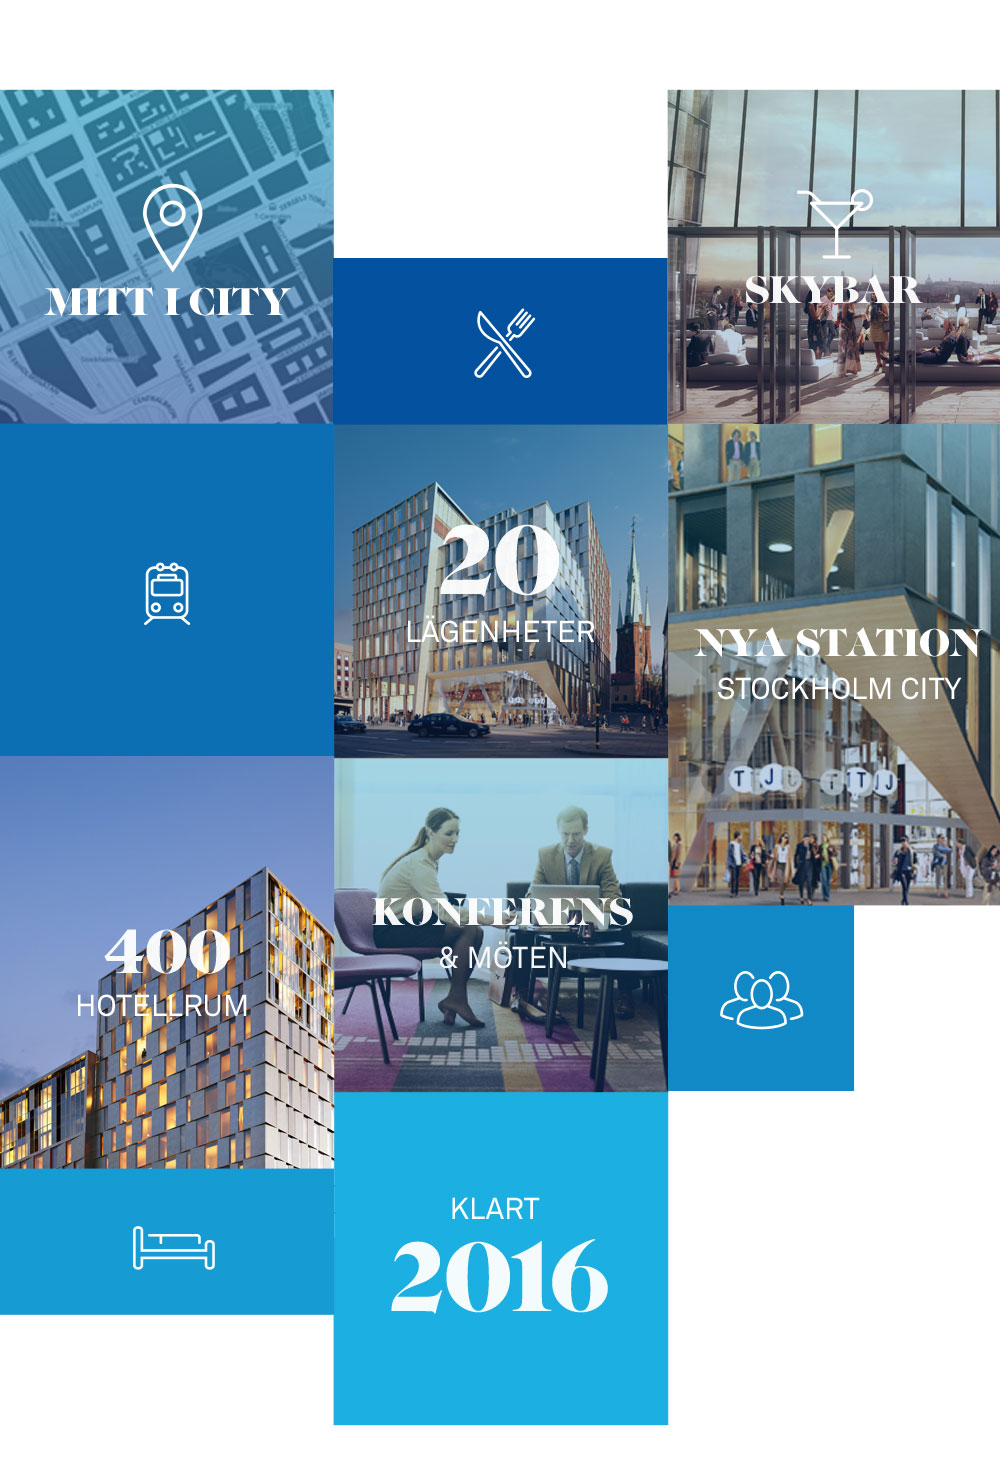 MITT I CITY
SKYBAR
20
LÄGENHETER
NYA STATION
STOCKHOLM CITY
400
HOTELLRUM
KONFERENS
& MÖTEN
KLART
2016